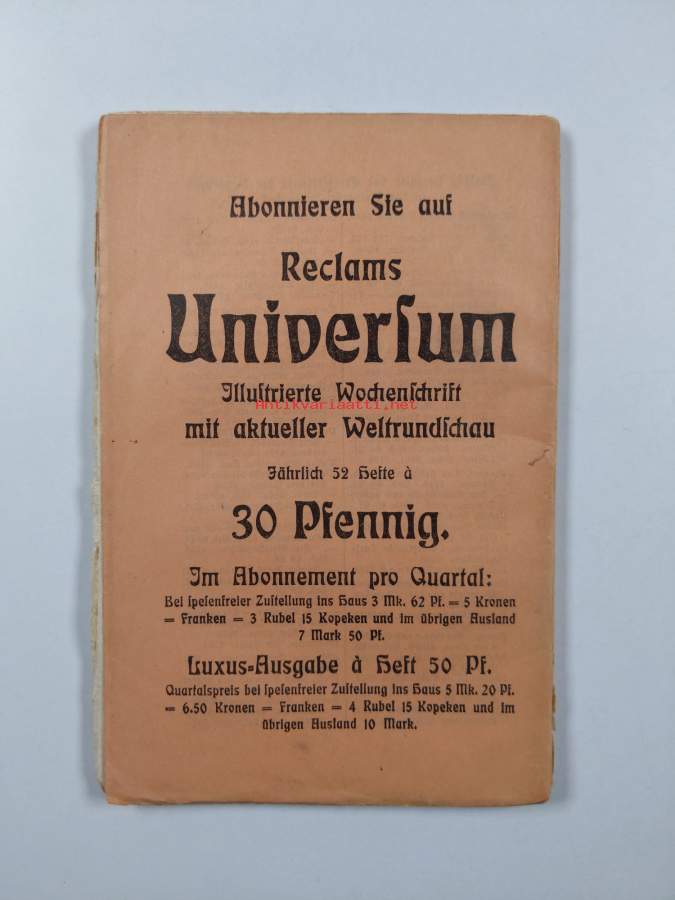 Abonnieren Sie auf
Reclams
Univerſum
Illuſtrierte Wochenſchrift
Antikvariaatti.net
mit aktueller Weltrundſchau
Jährlich 52 Hefte à
30 Pfennig.
Im Abonnement pro Quartal:
Bei ſpeſenfreier Zuſtellung ins Haus 3 Mk. 62 Pf. = 5 Kronen
= Franken = 3 Rubel 15 Kopeken und im übrigen Ausland
7 Mark 50 Pf.
Luxus=Ausgabe à Heft 50 Pf.
Quartalspreis bei ſpeſenfreier Zuſtellung ins Haus 5 Mk. 20 Pf.
= 6.50 Kronen = Franken = 4 Rubel 15 Kopeken und im
übrigen Ausland 10 Mark.